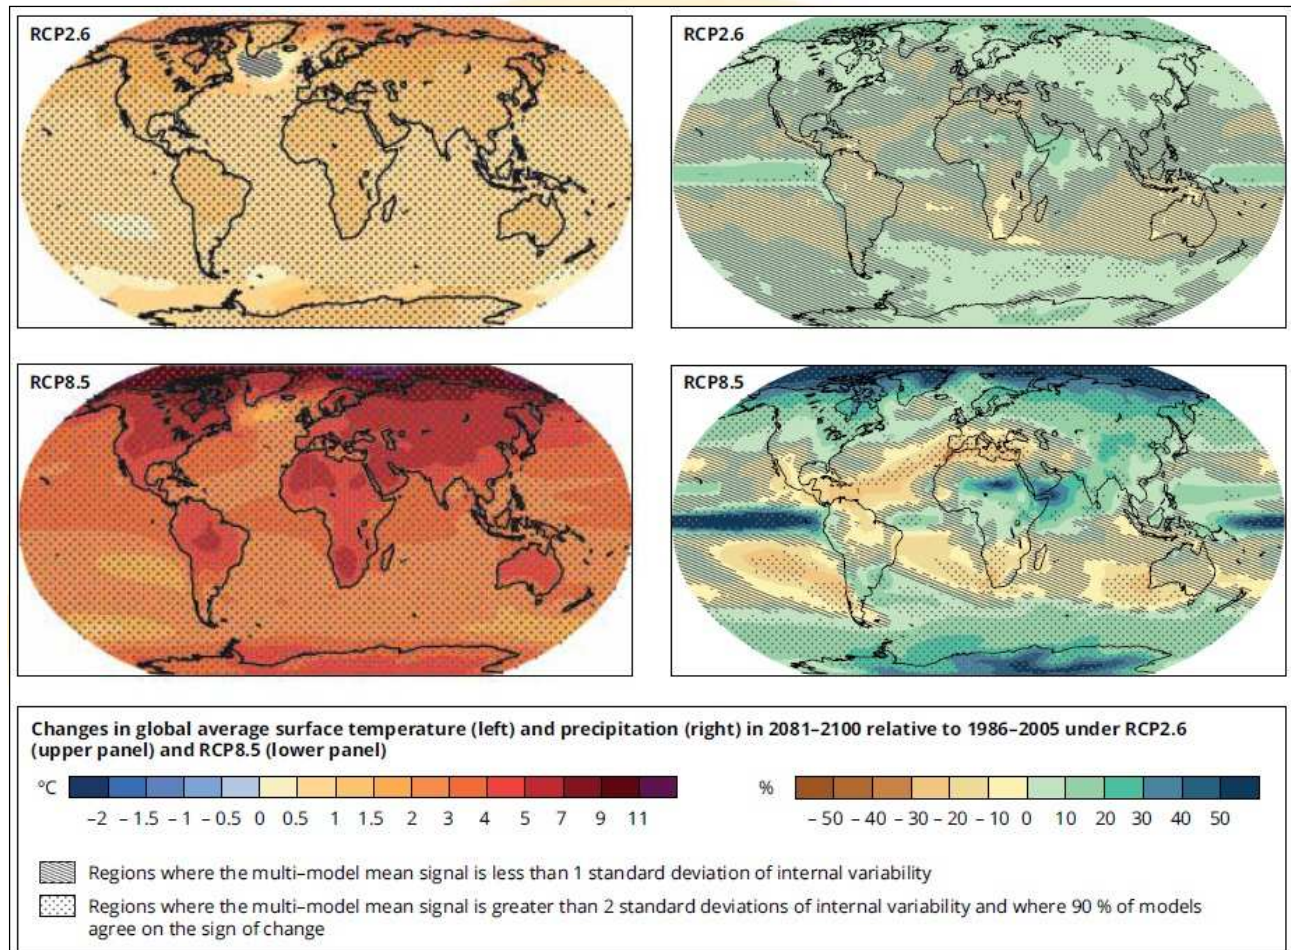 RCP2.6
RCP2.6
RCP8.5
RCP8.5
Changes in global average surface temperature (left) and precipitation (right) in 2081–2100 relative to 1986–2005 under RCP2.6
(upper panel) and RCP8.5 (lower panel)
°C
–2 – 1.5 – 1 – 0.5 0 0.5 1 1.5 2 3 4 5 7 9 11
%
– 50 – 40 – 30 – 20 – 10 0 10 20 30 40 50
Regions where the multi–model mean signal is less than 1 standard deviation of internal variability
Regions where the multi–model mean signal is greater than 2 standard deviations of internal variability and where 90 % of models
agree on the sign of change